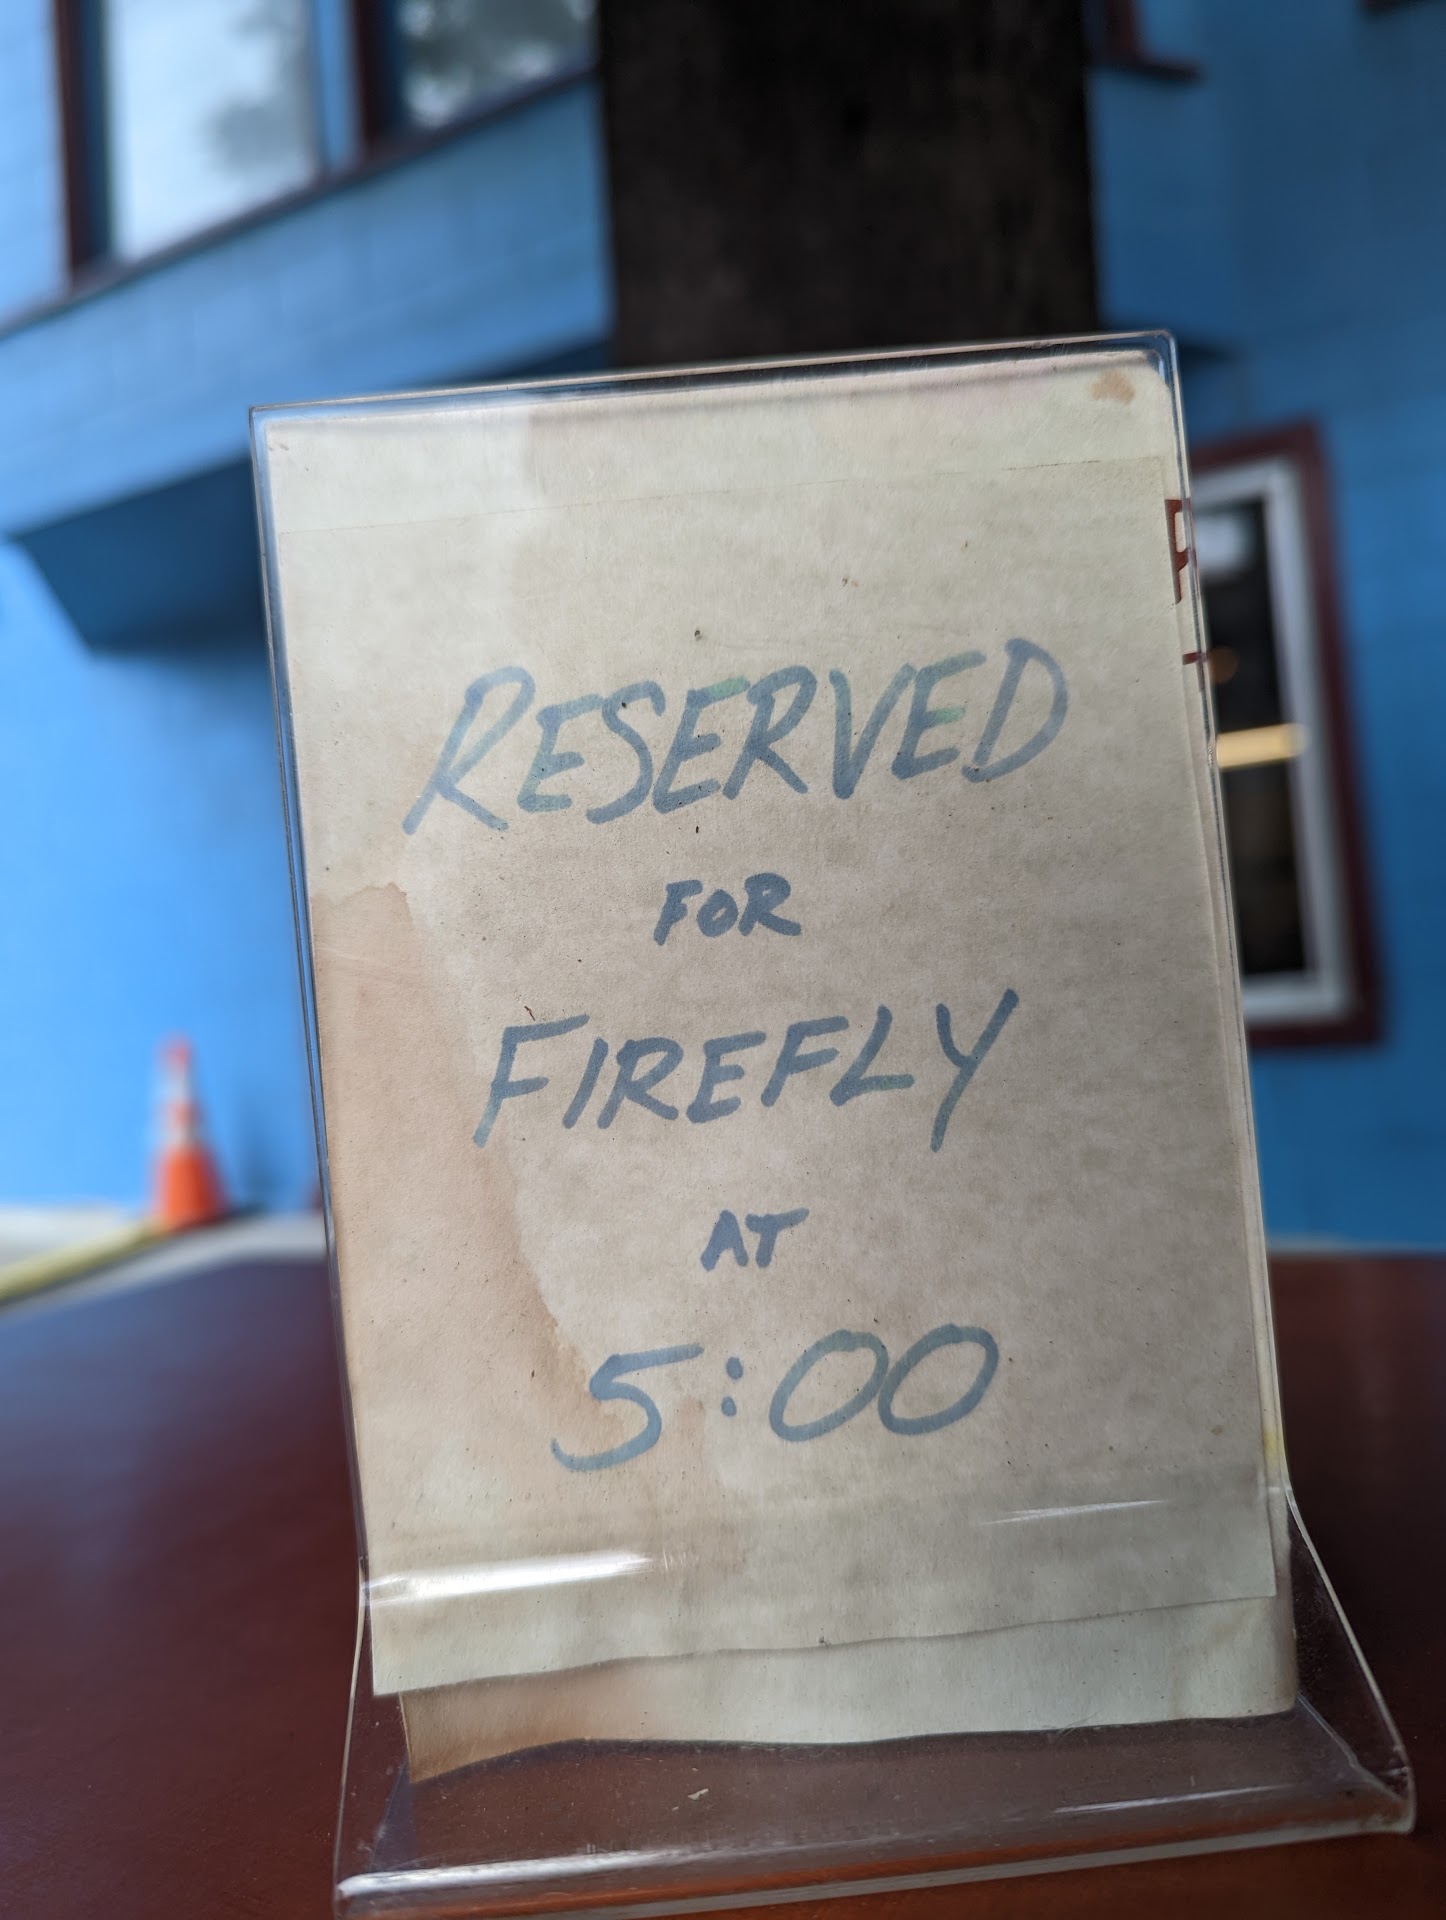 RESERVED
FOR
FIREFLY
AT
5:00